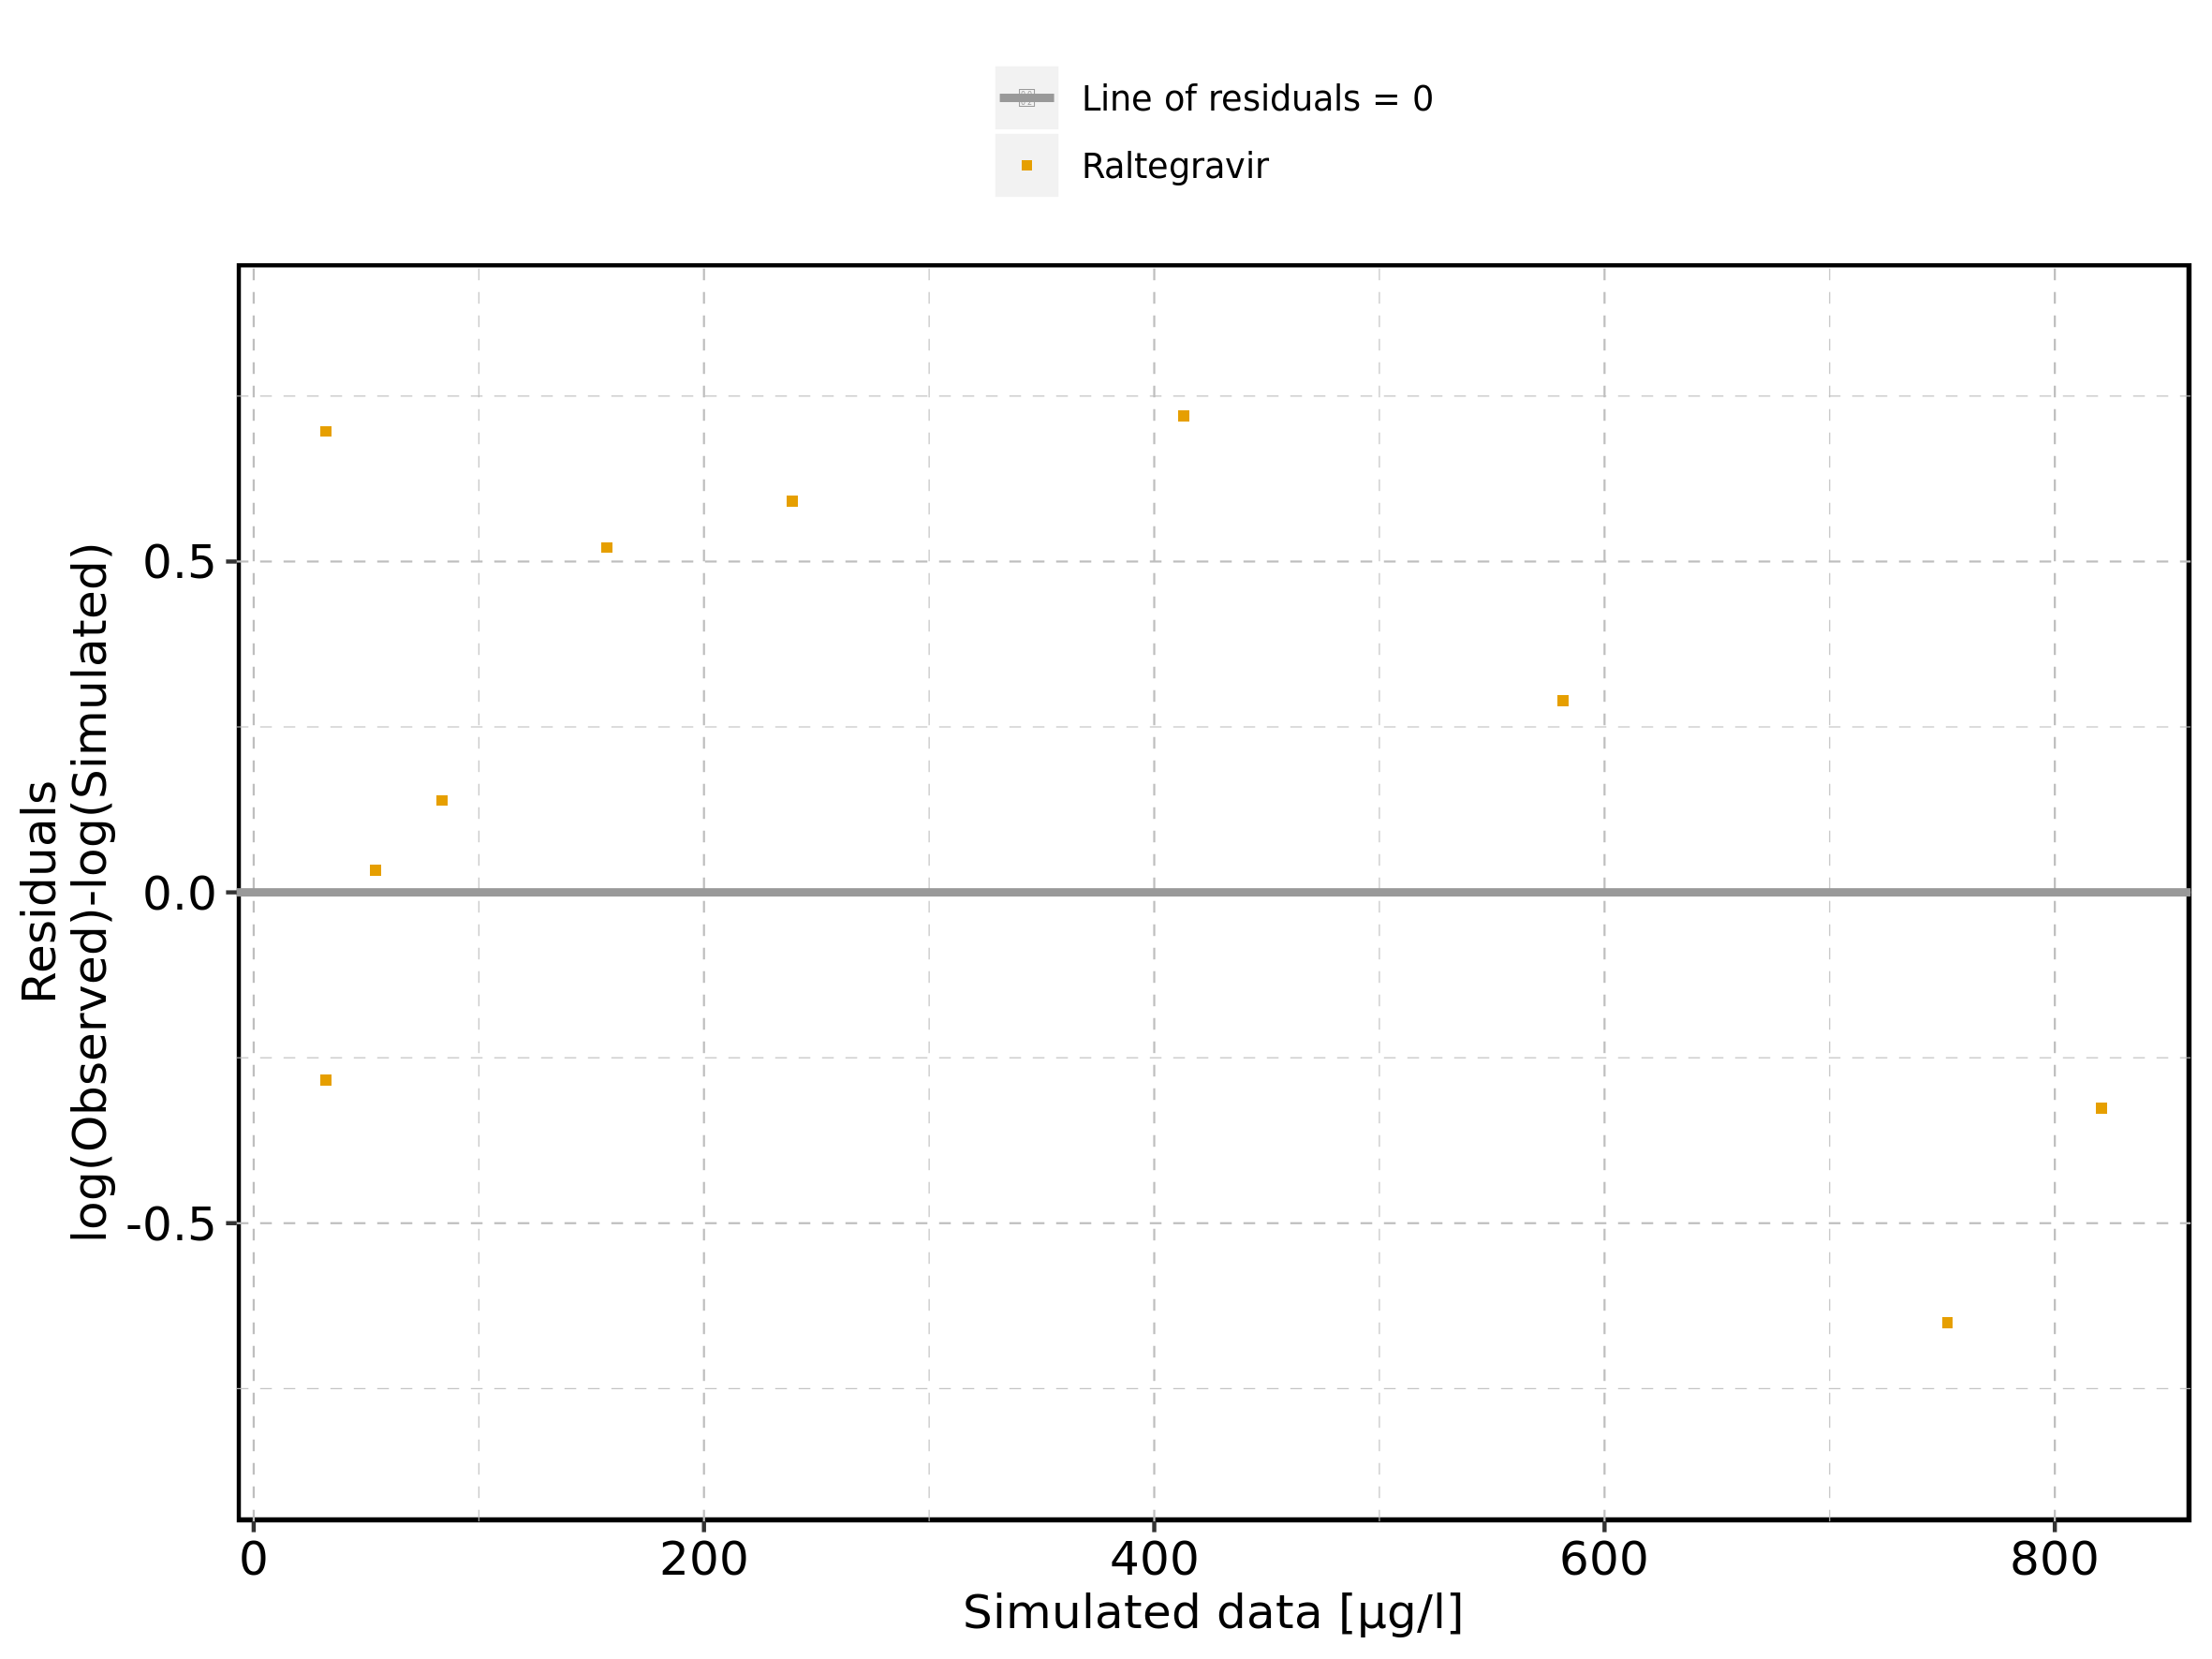 Line of residuals = 0
Raltegravir
Residuals
log(Observed)-log(Simulated)
0.5
0.0
-0.5
0
200
400
600
800
Simulated data [µg/l]